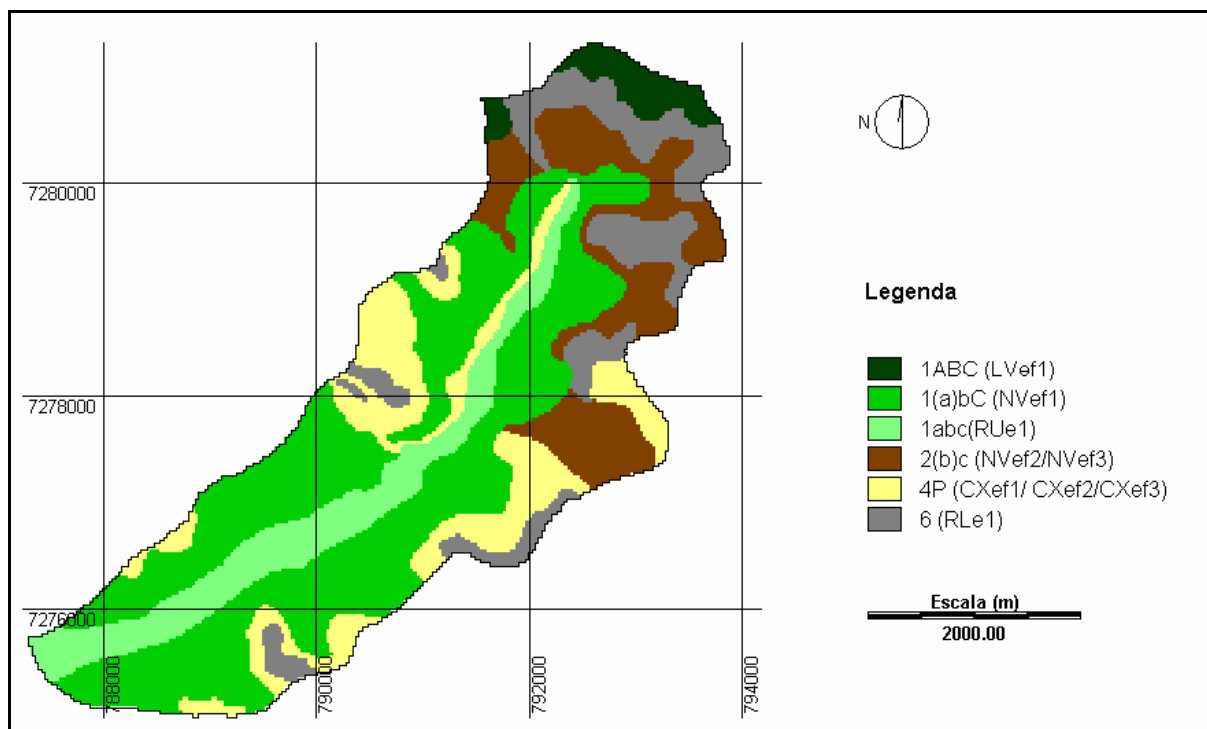 N
7280000
7278000
7276000
788000
790000
792000
794000
Legenda
1ABC (LVef1)
1(a)bC (NVef1)
1abc(RUe1)
2(b)c (NVef2/NVef3)
4P (CXef1/ CXef2/CXef3)
6 (RLe1)
Escala (m)
2000.00